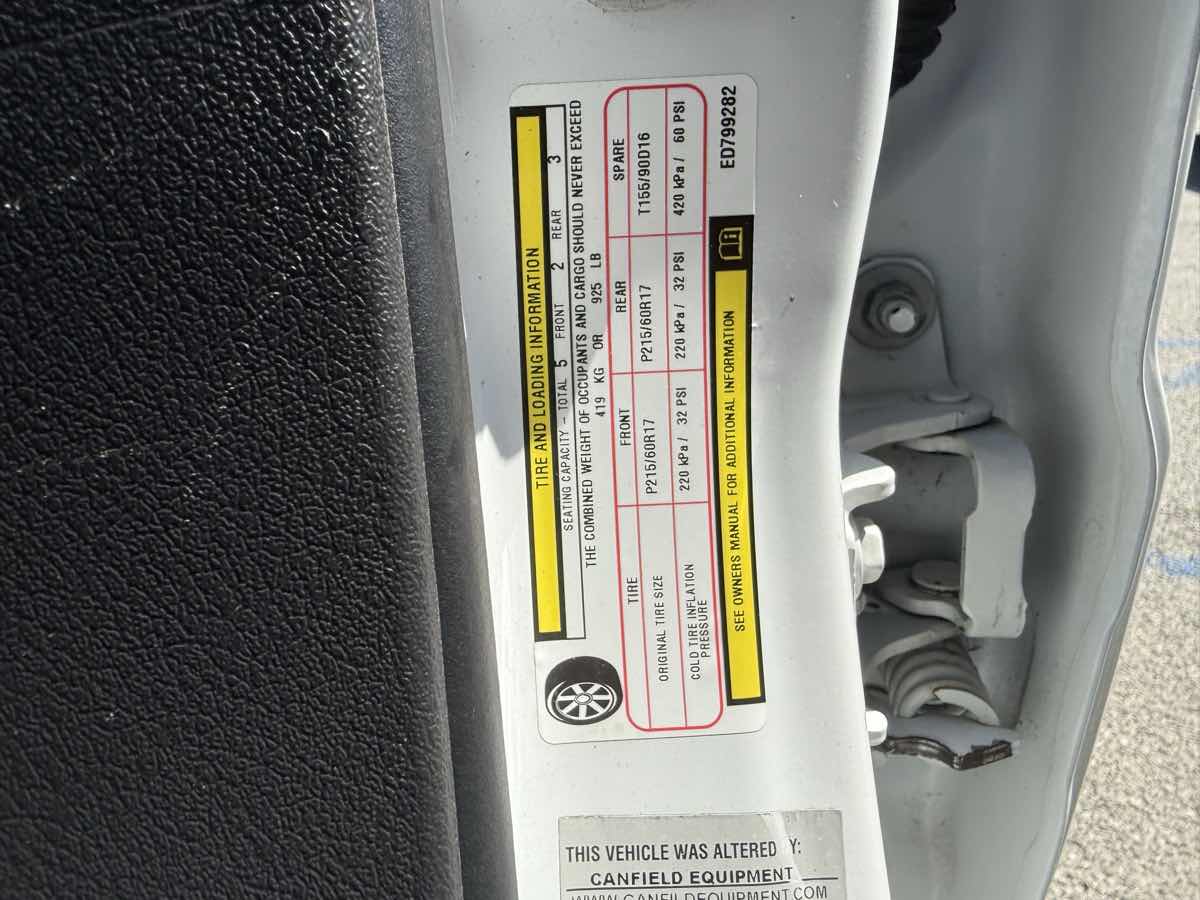 TIRE AND LOADING INFORMATION
SEATING CAPACITY – TOTAL 5 FRONT 2 REAR 3
THE COMBINED WEIGHT OF OCCUPANTS AND CARGO SHOULD NEVER EXCEED
419 KG OR 925 LB
TIRE FRONT REAR SPARE
ORIGINAL TIRE SIZE P215/60R17 P215/60R17 T155/90D16
COLD TIRE INFLATION PRESSURE 220 kPa / 32 PSI 220 kPa / 32 PSI 420 kPa / 60 PSI
SEE OWNERS MANUAL FOR ADDITIONAL INFORMATION
ED799282
THIS VEHICLE WAS ALTERED Y:
CANFIELD EQUIPMENT
WWW.CANFIELDEQUIPMENT.COM